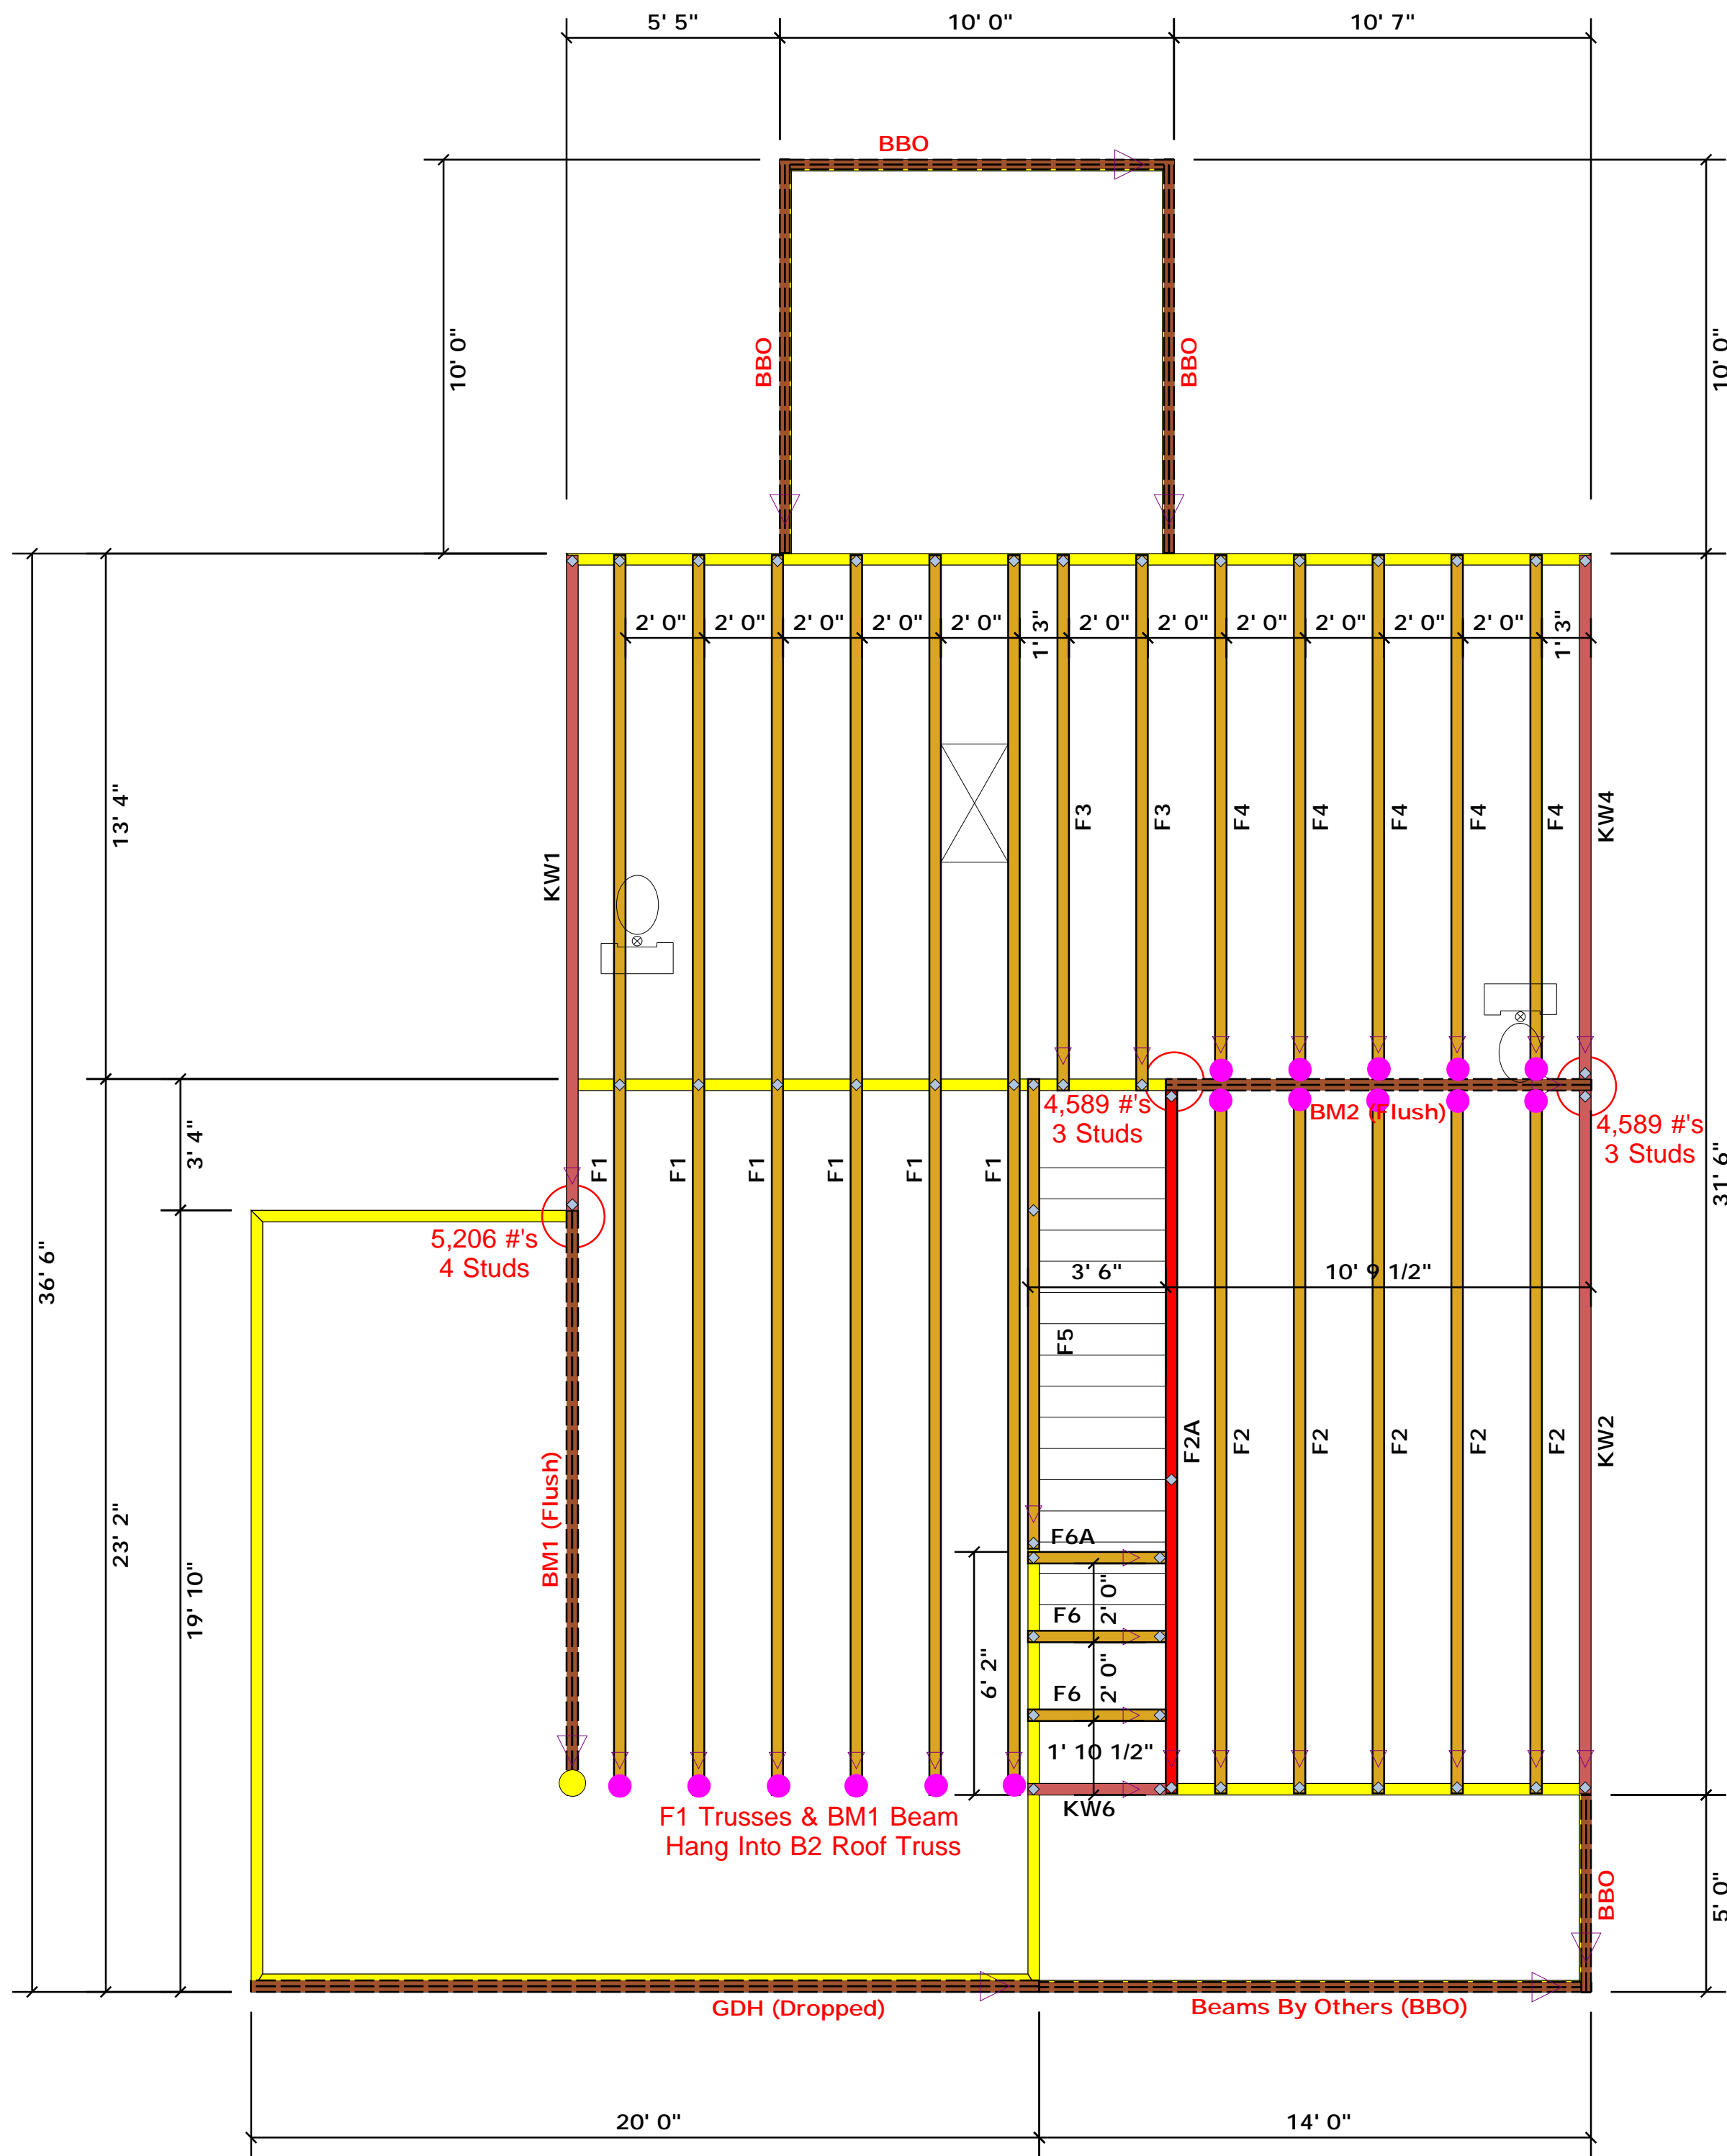 5' 5"
10' 0"
10' 7"
BBO
10' 0"
BBO
BBO
10' 0"
2' 0"
2' 0"
2' 0"
2' 0"
2' 0"
1' 3"
2' 0"
2' 0"
2' 0"
2' 0"
2' 0"
2' 0"
1' 3"
13' 4"
KW1
F3
F3
F4
F4
F4
F4
F4
KW4
3' 4"
F1
F1
F1
F1
F1
F1
4,589 #'s
3 Studs
BM2 (Flush)
4,589 #'s
3 Studs
31' 6"
5,206 #'s
4 Studs
36' 6"
3' 6"
10' 9 1/2"
F5
23' 2"
19' 10"
BM1 (Flush)
F2A
F2
F2
F2
F2
F2
KW2
F6A
2' 0"
F6
6' 2"
2' 0"
F6
1' 10 1/2"
KW6
F1 Trusses & BM1 Beam
Hang Into B2 Roof Truss
BBO
5' 0"
GDH (Dropped)
Beams By Others (BBO)
20' 0"
14' 0"